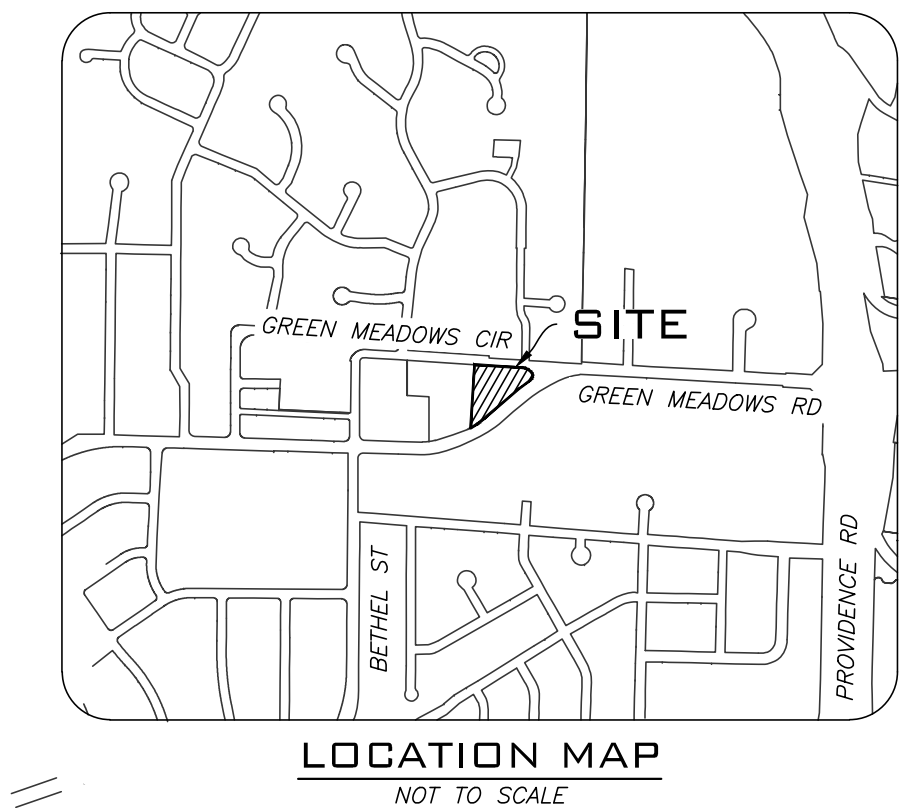 SITE
GREEN MEADOWS CIR
GREEN MEADOWS RD
BETHEL ST
PROVIDENCE RD
LOCATION MAP
NOT TO SCALE